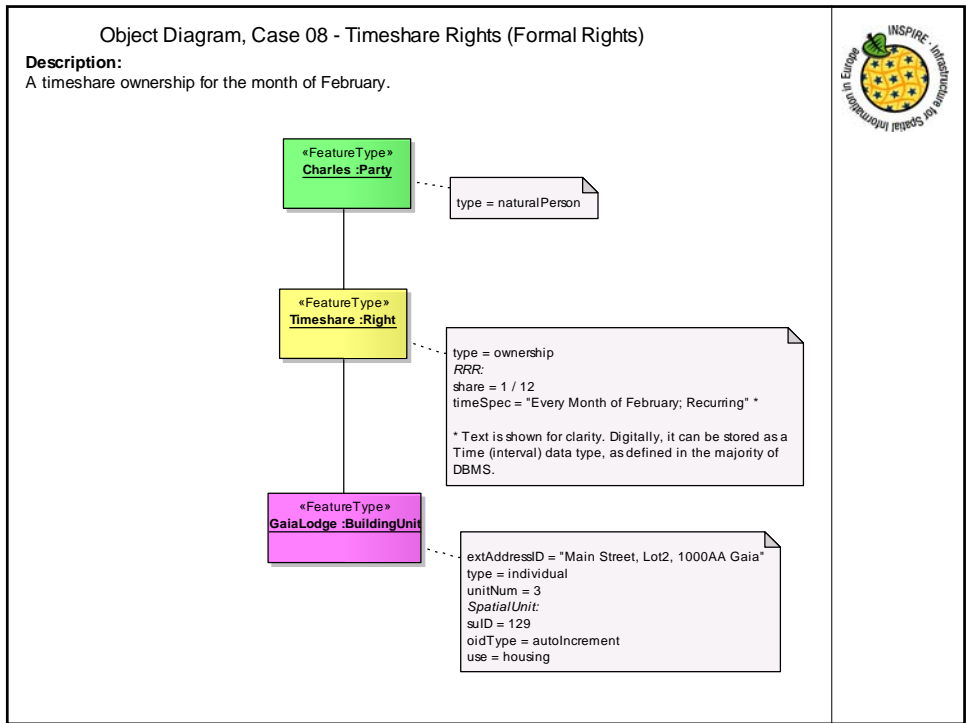 Object Diagram, Case 08 - Timeshare Rights (Formal Rights)
Description:
A timeshare ownership for the month of February.
INSPIRE - Infrastructure for Spatial Information in Europe
«FeatureType»
Charles :Party
type = naturalPerson
«FeatureType»
Timeshare :Right
type = ownership
RRR:
share = 1 / 12
timeSpec = "Every Month of February; Recurring" *
* Text is shown for clarity. Digitally, it can be stored as a
Time (interval) data type, as defined in the majority of
DBMS.
«FeatureType»
GaiaLodge :BuildingUnit
extAddressID = "Main Street, Lot2, 1000AA Gaia"
type = individual
unitNum = 3
SpatialUnit:
suID = 129
oidType = autoIncrement
use = housing